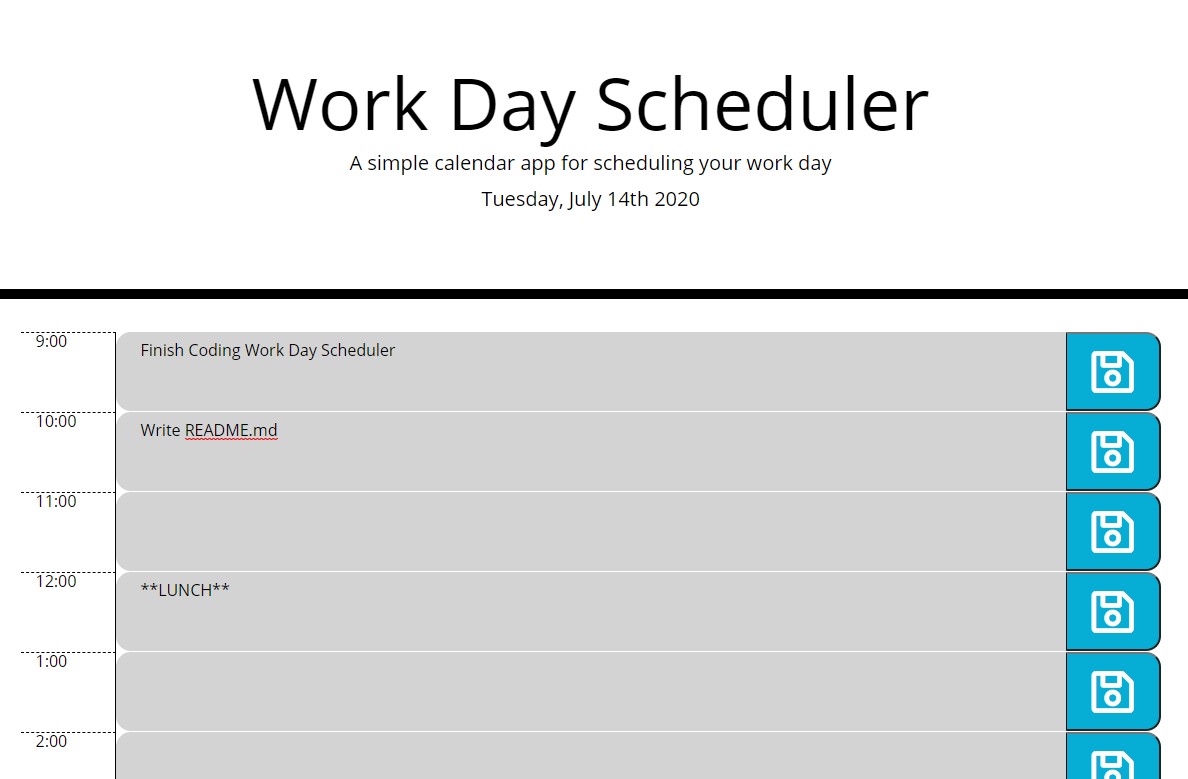 Work Day Scheduler
A simple calendar app for scheduling your work day
Tuesday, July 14th 2020
9:00
Finish Coding Work Day Scheduler
10:00
Write README.md
11:00
12:00
**LUNCH**
1:00
2:00